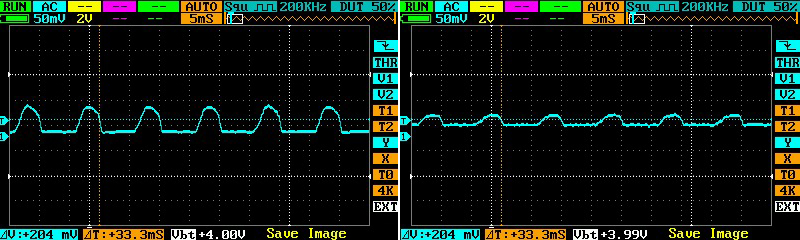 RUN AC -- -- -- AUTO Squ 200KHz DUT 50%
50mV 2V -- -- 5mS
THR
V1
V2
T1
T2
Y
X
T0
4K
EXT
T
1
ΔV:+204 mV ΔT:+33.3mS Vbt+4.00V Save Image
RUN AC -- -- -- AUTO Squ 200KHz DUT 50%
50mV 2V -- -- 5mS
THR
V1
V2
T1
T2
Y
X
T0
4K
EXT
T
1
ΔV:+204 mV ΔT:+33.3mS Vbt+3.99V Save Image